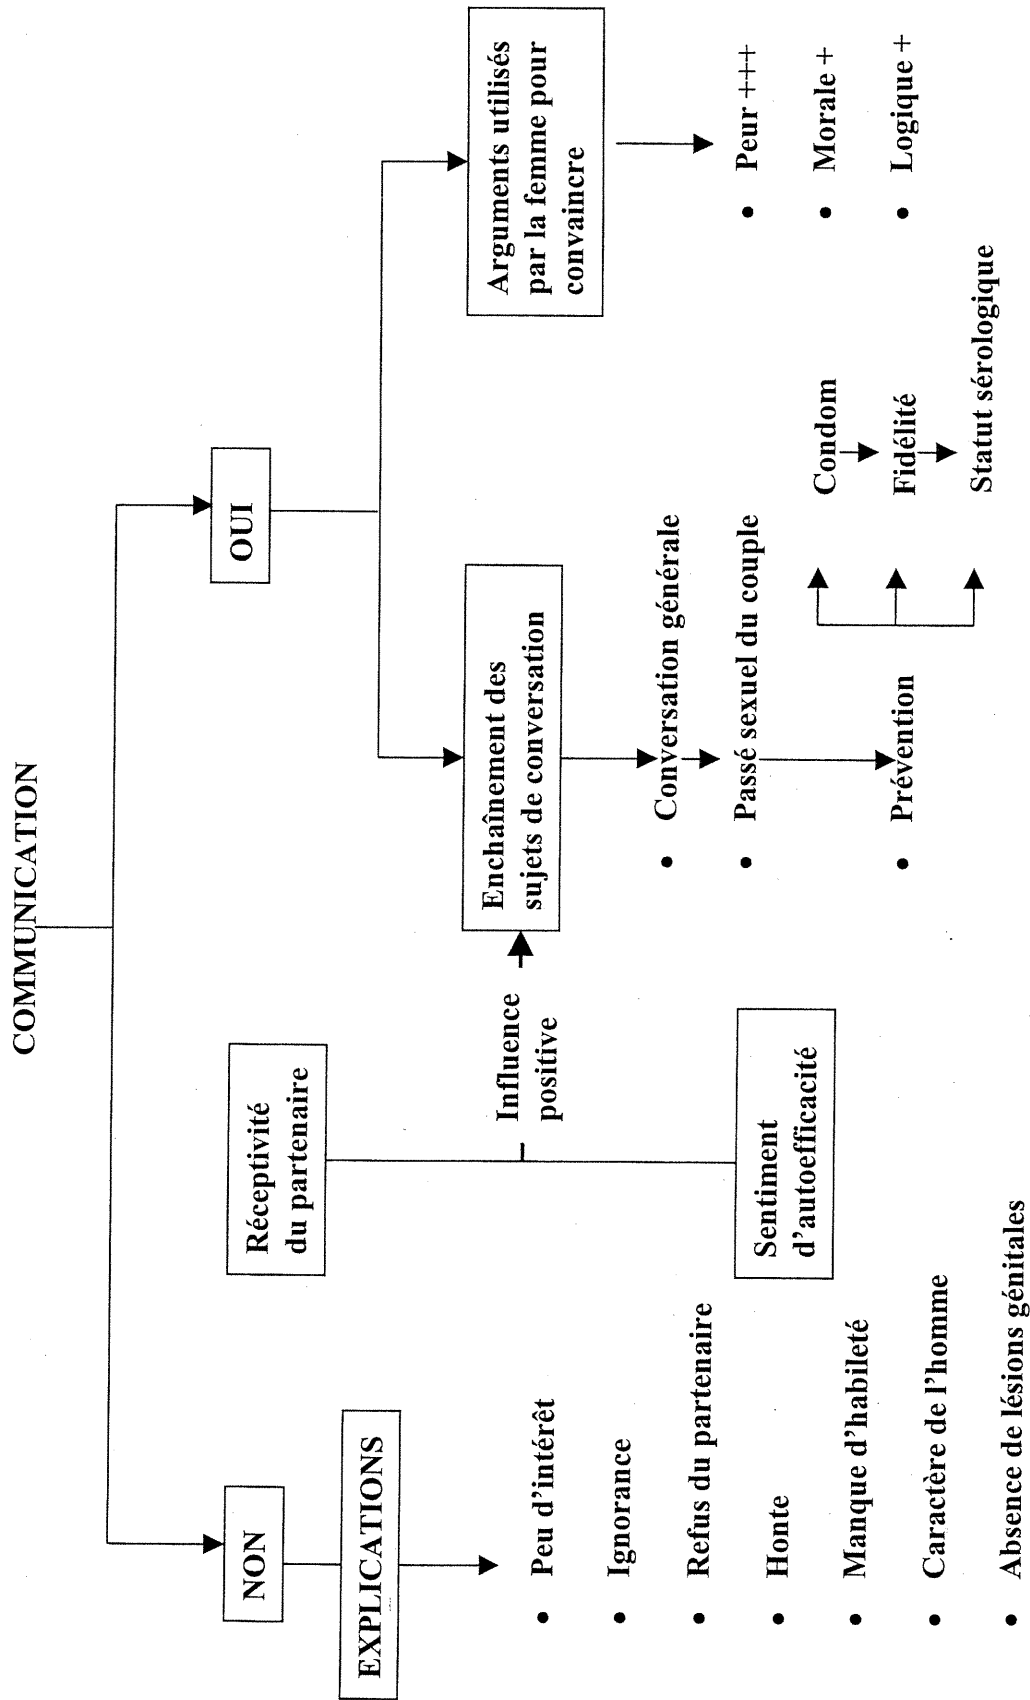 COMMUNICATION
NON
EXPLICATIONS
• Peu d'intérêt
• Ignorance
• Refus du partenaire
• Honte
• Manque d'habileté
• Caractère de l'homme
• Absence de lésions génitales
Réceptivité
du partenaire
Influence
positive
Sentiment
d'autoefficacité
OUI
Enchaînement des
sujets de conversation
• Conversation générale
• Passé sexuel du couple
• Prévention
Condom
Fidélité
Statut sérologique
Arguments utilisés
par la femme pour
convaincre
• Peur +++
• Morale +
• Logique +